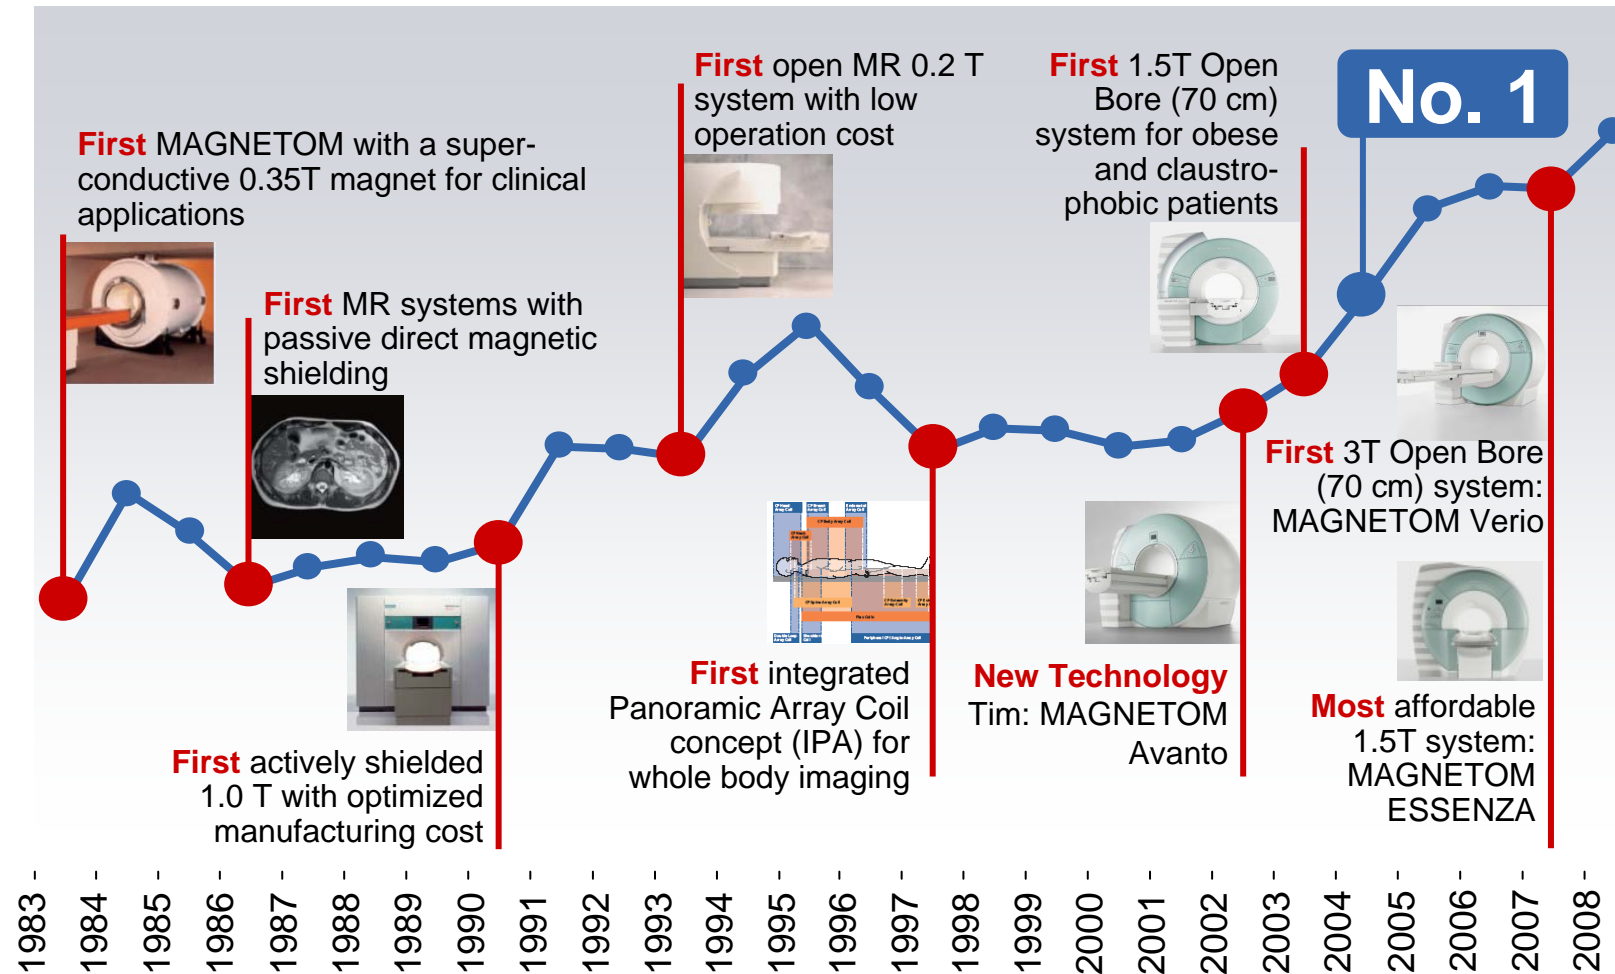 First MAGNETOM with a super-
conductive 0.35T magnet for clinical
applications
First MR systems with
passive direct magnetic
shielding
First actively shielded
1.0 T with optimized
manufacturing cost
First open MR 0.2 T
system with low
operation cost
First integrated
Panoramic Array Coil
concept (IPA) for
whole body imaging
New Technology
Tim: MAGNETOM
Avanto
First 1.5T Open
Bore (70 cm)
system for obese
and claustro-
phobic patients
No. 1
First 3T Open Bore
(70 cm) system:
MAGNETOM Verio
Most affordable
1.5T system:
MAGNETOM
ESSENZA
1983
1984
1985
1986
1987
1988
1989
1990
1991
1992
1993
1994
1995
1996
1997
1998
1999
2000
2001
2002
2003
2004
2005
2006
2007
2008